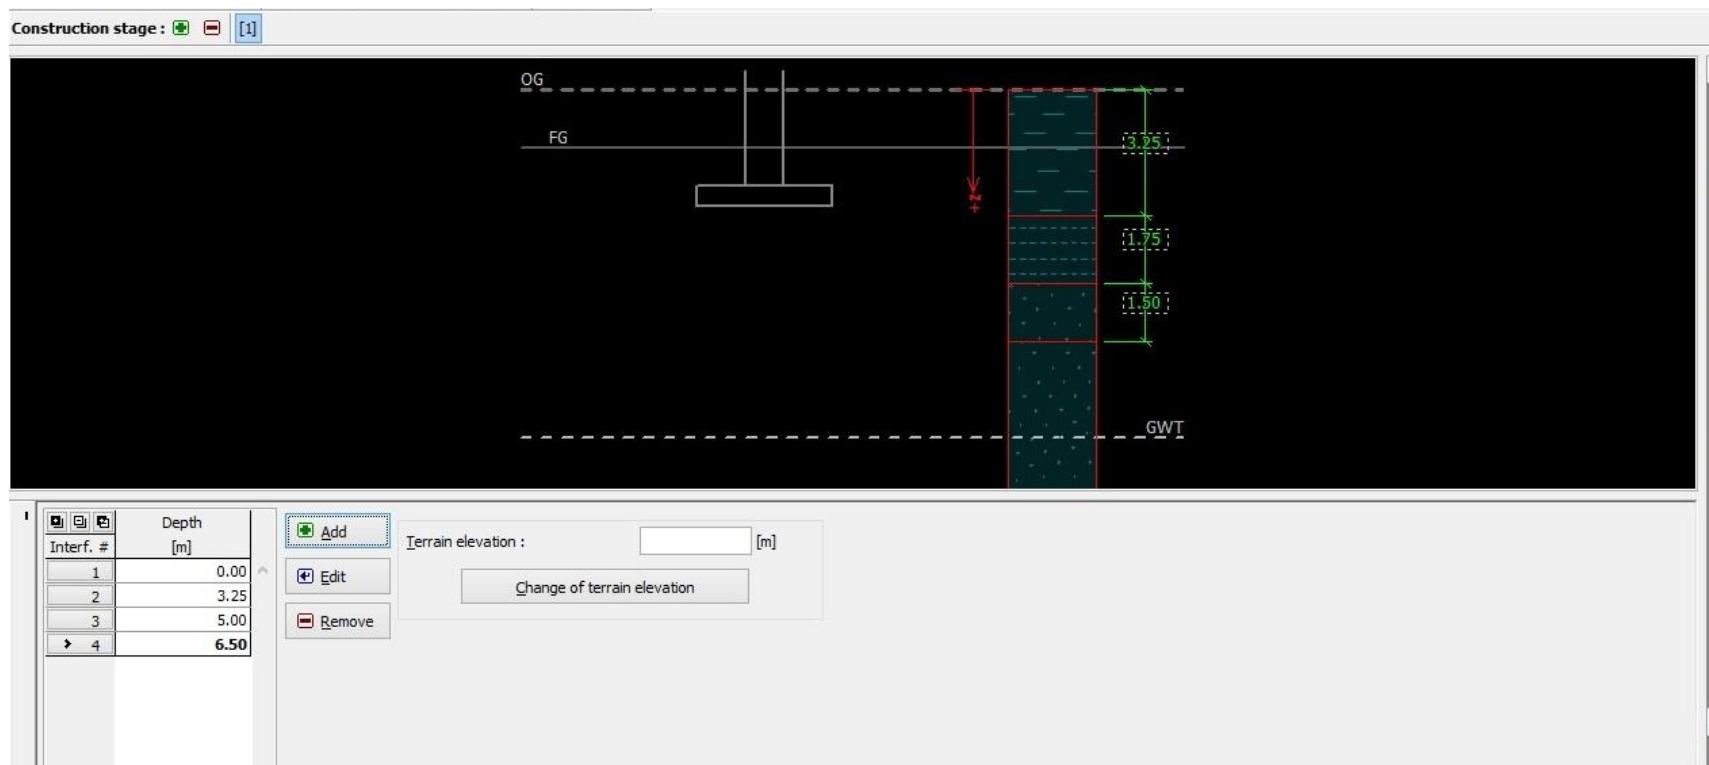 Construction stage : [1]
OG
FG
3.25
+z
1.75
1.50
GWT
Depth
Interf. # [m]
1 0.00
2 3.25
3 5.00
4 6.50
Add
Edit
Remove
Terrain elevation : [m]
Change of terrain elevation